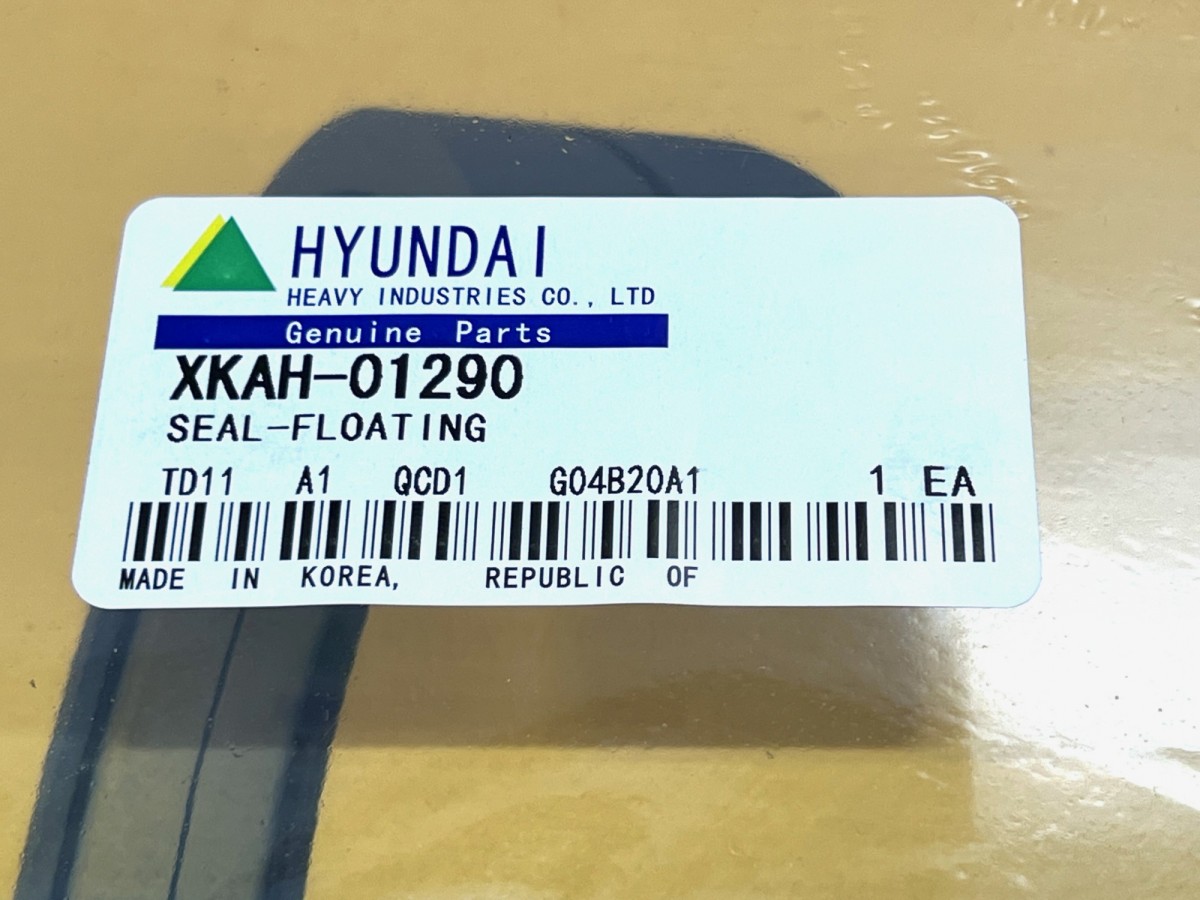 HYUNDAI
HEAVY INDUSTRIES CO., LTD
Genuine Parts
XKAH-01290
SEAL-FLOATING
TD11 A1 QCD1 G04B20A1 1 EA
MADE IN KOREA, REPUBLIC OF